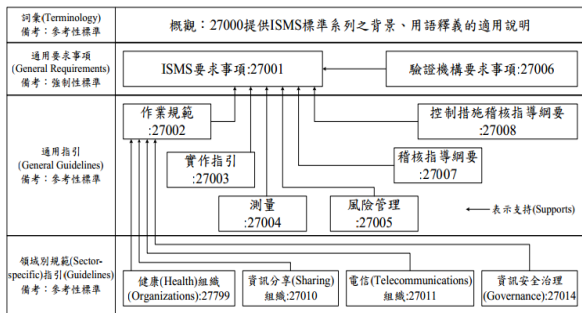 詞彙(Terminology)
備考：參考性標準
概觀：27000提供ISMS標準系列之背景、用語釋義的適用說明
通用要求事項
(General Requirements)
備考：強制性標準
ISMS要求事項:27001
驗證機構要求事項:27006
通用指引
(General Guidelines)
備考：參考性標準
作業規範
:27002
控制措施稽核指導綱要
:27008
實作指引
:27003
稽核指導綱要
:27007
測量
:27004
風險管理
:27005
表示支持(Supports)
領域別規範(Sector-
specific)指引(Guidelines)
備考：參考性標準
健康(Health)組織
(Organizations):27799
資訊分享(Sharing)
組織:27010
電信(Telecommunications)
組織:27011
資訊安全治理
(Governance):27014